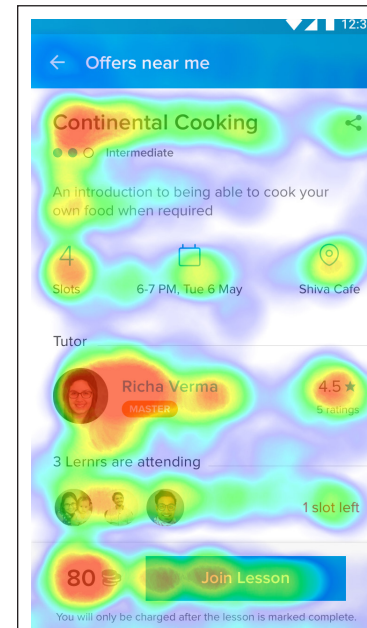 12:3
Offers near me
Continental Cooking
Intermediate
An introduction to being able to cook your
own food when required
4
Slots
6-7 PM, Tue 6 May
Shiva Cafe
Tutor
Richa Verma
MASTER
4.5 ★
5 ratings
3 Lernrs are attending
1 slot left
80
Join Lesson
You will only be charged after the lesson is marked complete.